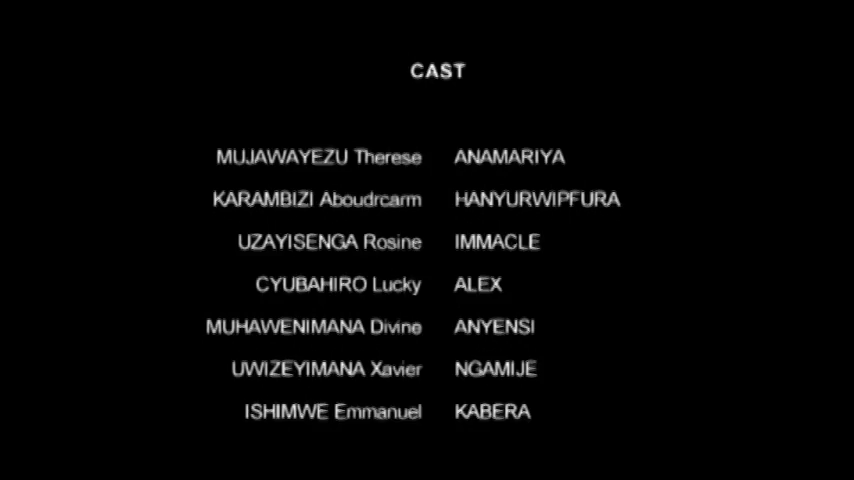 CAST
MUJAWAYEZU Therese ANAMARIYA
KARAMBIZI Aboudrcarm HANYURWIPFURA
UZAYISENGA Rosine IMMACLE
CYUBAHIRO Lucky ALEX
MUHAWENIMANA Divine ANYENSI
UWIZEYIMANA Xavier NGAMIJE
ISHIMWE Emmanuel KABERA